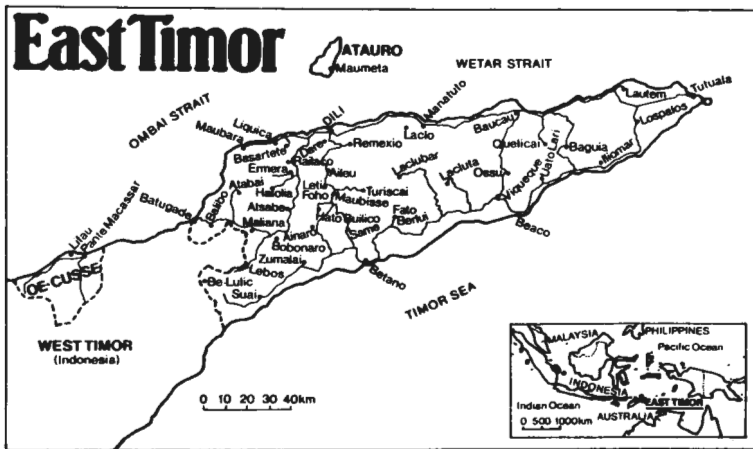 East Timor
ATAURO
Maumeta
WETAR STRAIT
OMBAI STRAIT
Tutuala
Lautem
Lospalos
Manatuto
DILI
Liquica
Maubara
Laclo
Baucau
Basartete
Dare
Remexio
Quelicai
Uato Lari
Baguia
Iliomar
Railaco
Ermera
Aileu
Laclubar
Lacluta
Ossu
Viqueque
Atabai
Hatolia
Letefoho
Turiscai
Maubisse
Batugade
Balibo
Atsabe
Hato Builico
Fato Berlui
Maliana
Same
Beaco
Lifau
Pante Macassar
Ainaro
Bobonaro
Zumalai
Betano
OE-CUSSE
Lebos
Be-Lulic
Suai
TIMOR SEA
WEST TIMOR
(Indonesia)
0 10 20 30 40km
MALAYSIA
PHILIPPINES
Pacific Ocean
INDONESIA
Indian Ocean
EAST TIMOR
AUSTRALIA
0 500 1000km